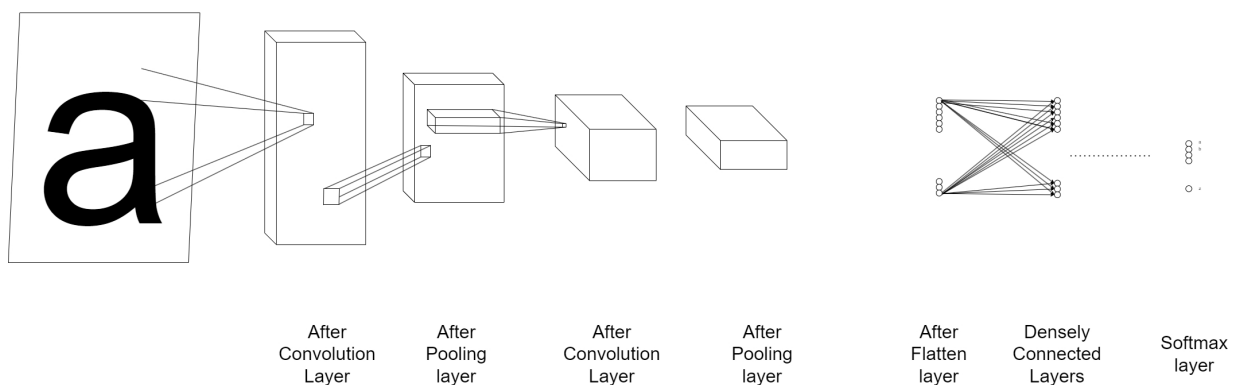 a
After
Convolution
Layer
After
Pooling
layer
After
Convolution
Layer
After
Pooling
layer
After
Flatten
layer
Densely
Connected
Layers
Softmax
layer